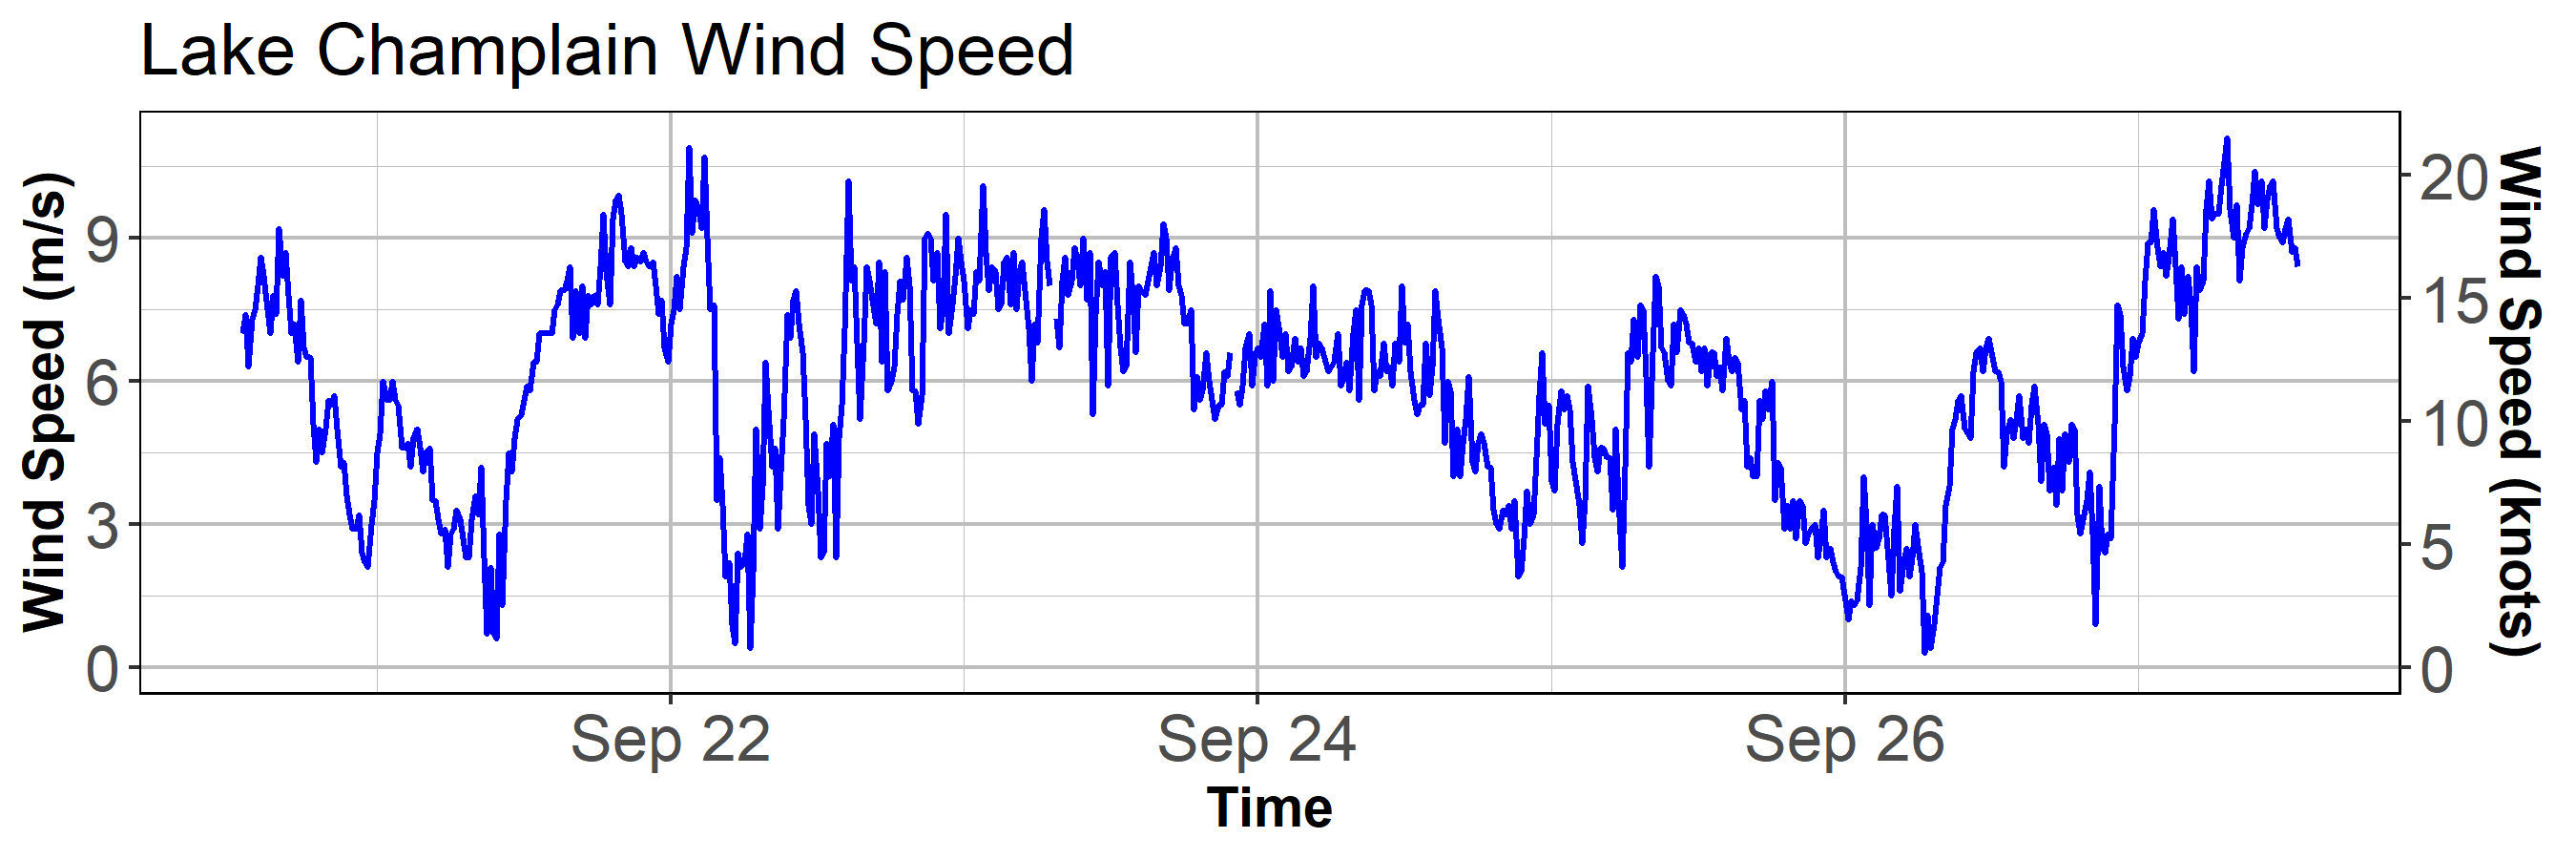 Lake Champlain Wind Speed
Wind Speed (m/s)
9
6
3
0
20
15
10
5
0
Wind Speed (knots)
Sep 22 Sep 24 Sep 26
Time